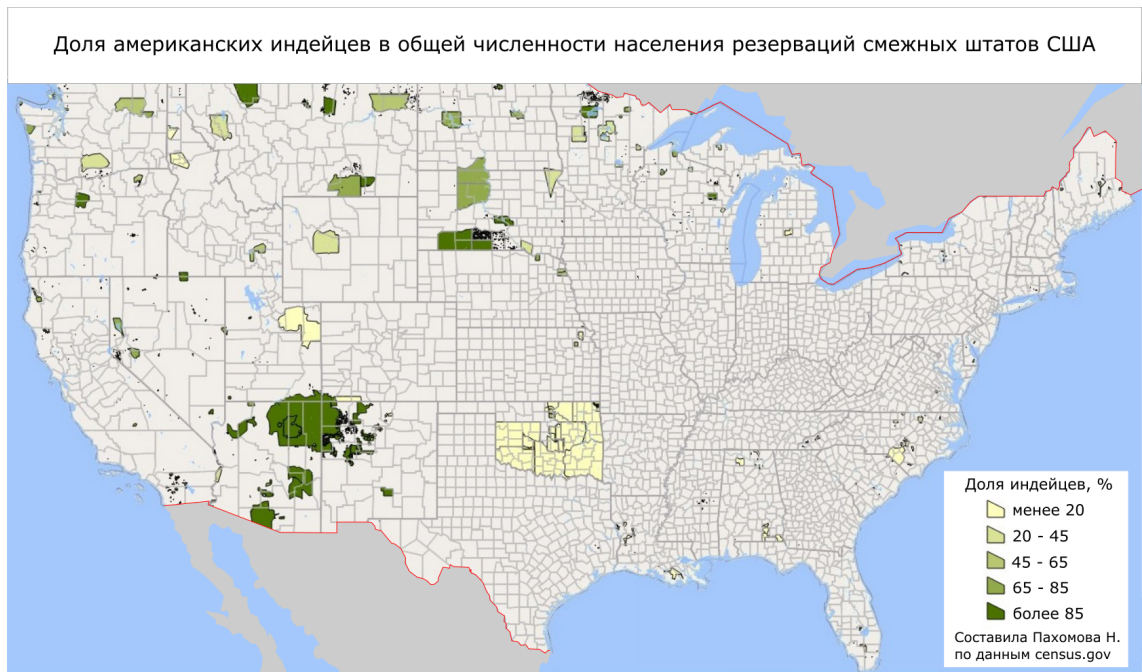 Доля американских индейцев в общей численности населения резерваций смежных штатов США
Доля индейцев, %
менее 20
20 - 45
45 - 65
65 - 85
более 85
Составила Пахомова Н.
по данным census.gov